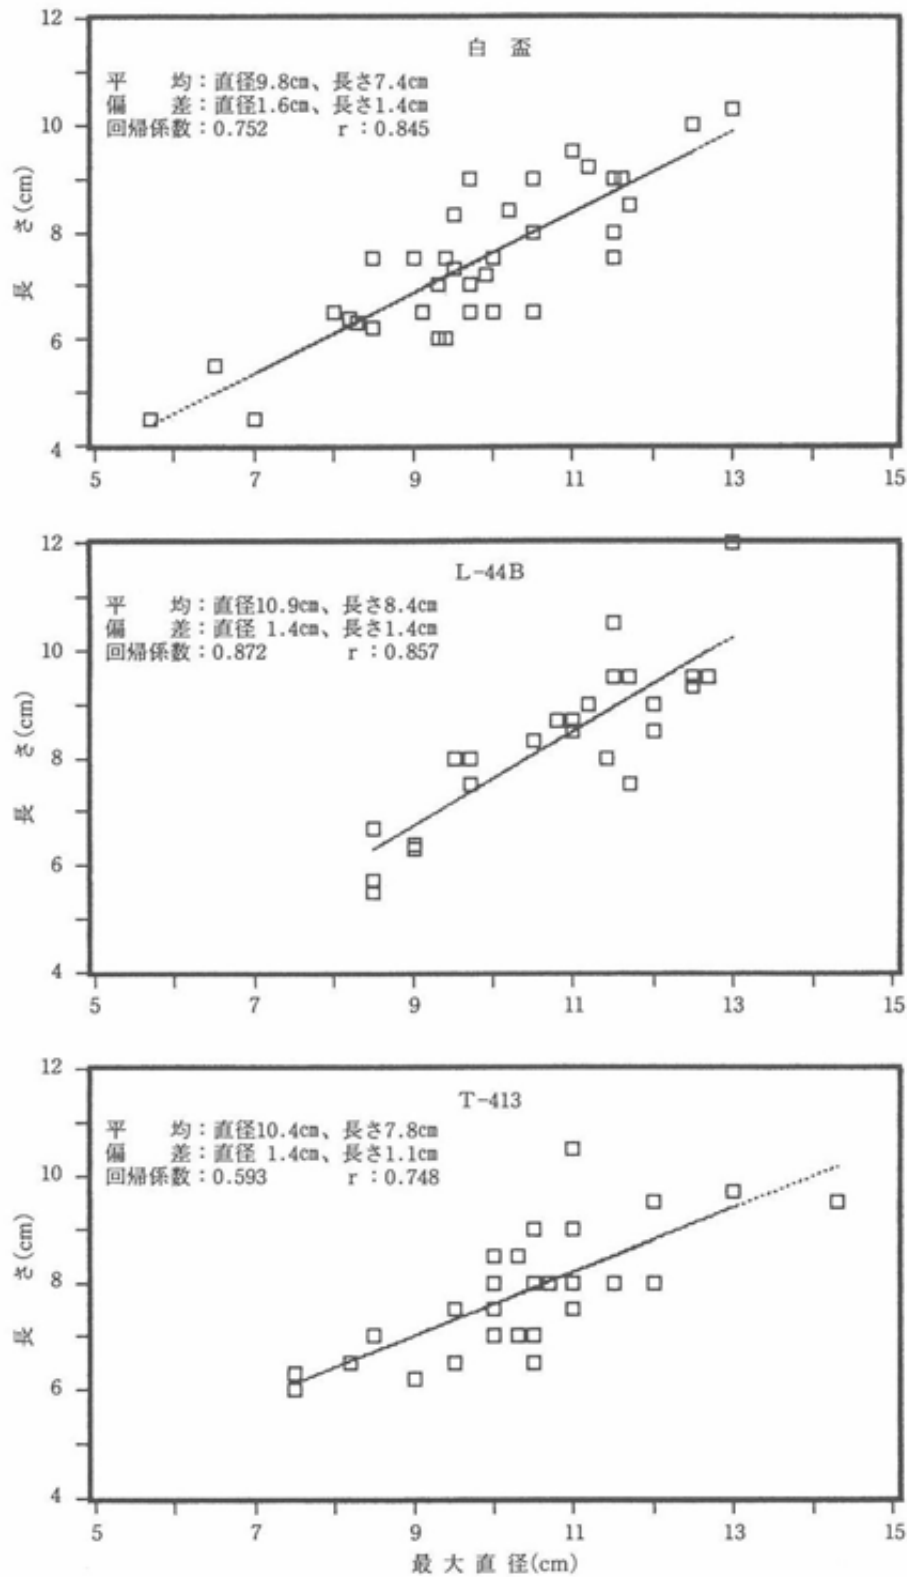 白 盃
平 均：直径9.8㎝、長さ7.4㎝
偏 差：直径1.6㎝、長さ1.4㎝
回帰係数：0.752 r：0.845
12
10
8
6
4
長 さ(cm)
5 7 9 11 13 15
L-44B
平 均：直径10.9㎝、長さ8.4㎝
偏 差：直径 1.4㎝、長さ1.4㎝
回帰係数：0.872 r：0.857
12
10
8
6
4
長 さ(cm)
5 7 9 11 13 15
T-413
平 均：直径10.4㎝、長さ7.8㎝
偏 差：直径 1.4㎝、長さ1.1㎝
回帰係数：0.593 r：0.748
12
10
8
6
4
長 さ(cm)
5 7 9 11 13 15
最 大 直 径(cm)